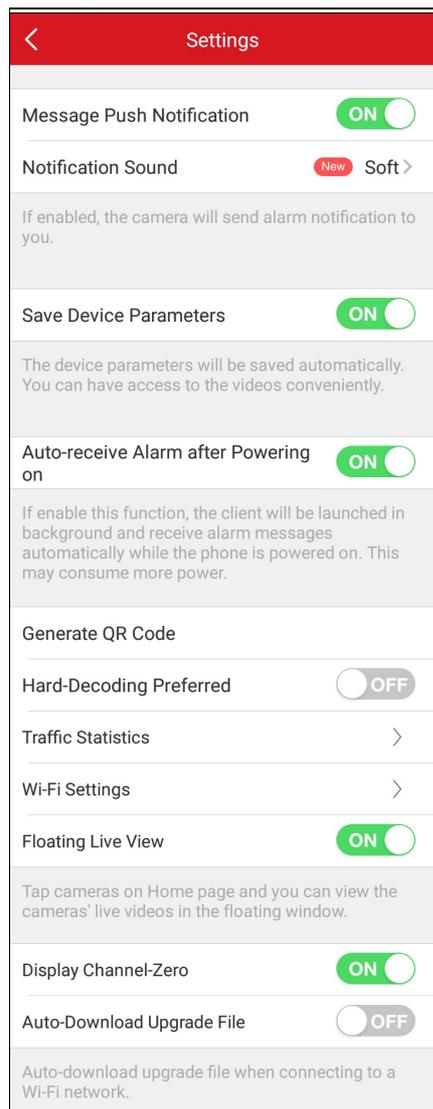 Settings
Message Push Notification ON
Notification Sound New Soft
If enabled, the camera will send alarm notification to
you.
Save Device Parameters ON
The device parameters will be saved automatically.
You can have access to the videos conveniently.
Auto-receive Alarm after Powering
on ON
If enable this function, the client will be launched in
background and receive alarm messages
automatically while the phone is powered on. This
may consume more power.
Generate QR Code
Hard-Decoding Preferred OFF
Traffic Statistics
Wi-Fi Settings
Floating Live View ON
Tap cameras on Home page and you can view the
cameras' live videos in the floating window.
Display Channel-Zero ON
Auto-Download Upgrade File OFF
Auto-download upgrade file when connecting to a
Wi-Fi network.